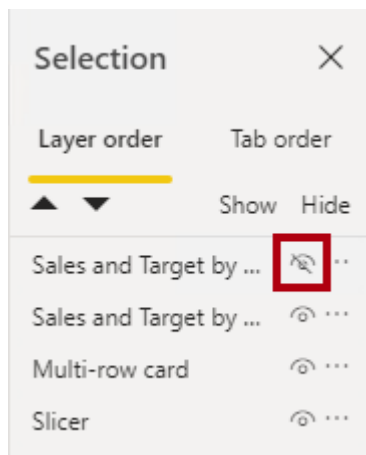 Selection
Layer order Tab order
Show Hide
Sales and Target by ...
Sales and Target by ...
Multi-row card
Slicer